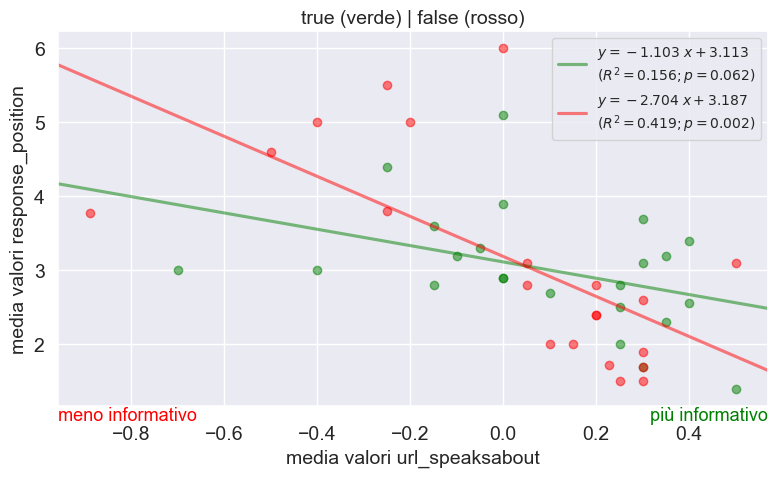 true (verde) | false (rosso)
y = −1.103 x + 3.113
(R² = 0.156; p = 0.062)
y = −2.704 x + 3.187
(R² = 0.419; p = 0.002)
media valori response_position
6
5
4
3
2
meno informativo
più informativo
−0.8
−0.6
−0.4
−0.2
0.0
0.2
0.4
media valori url_speaksabout